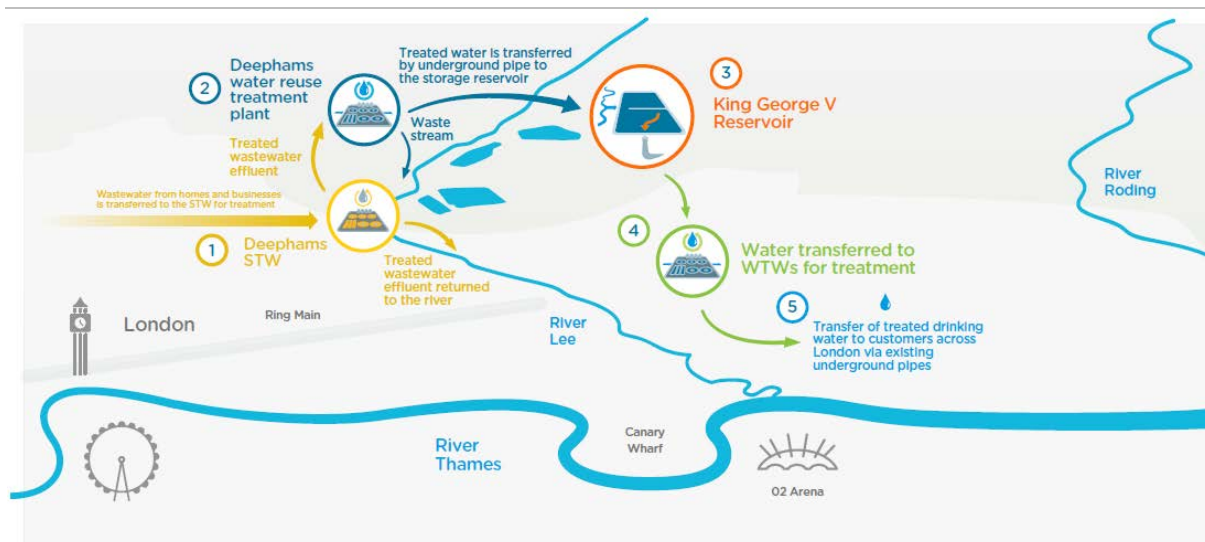 Treated water is transferred
by underground pipe to
the storage reservoir
2
Deephams
water reuse
treatment
plant
3
King George V
Reservoir
Waste
stream
Treated
wastewater
effluent
River
Roding
Wastewater from homes and businesses
is transferred to the STW for treatment
1
Deephams
STW
4
Water transferred to
WTWs for treatment
Treated
wastewater
effluent returned
to the river
5
Transfer of treated drinking
water to customers across
London via existing
underground pipes
London
Ring Main
River
Lee
River
Thames
Canary
Wharf
02 Arena